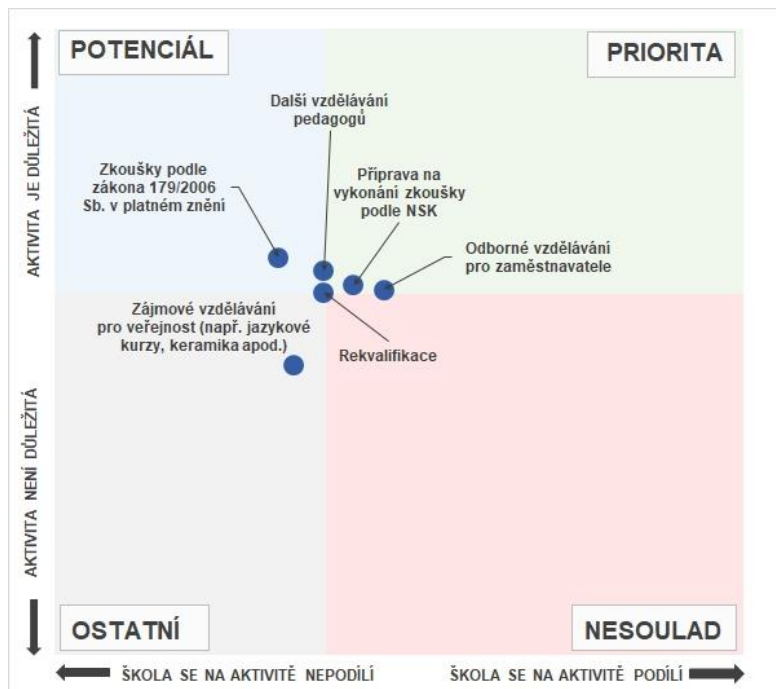 POTENCIÁL
PRIORITA
Další vzdělávání
pedagogů
Zkoušky podle
zákona 179/2006
Sb. v platném znění
Příprava na
vykonání zkoušky
podle NSK
Odborné vzdělávání
pro zaměstnavatele
Zájmové vzdělávání
pro veřejnost (např. jazykové
kurzy, keramika apod.)
Rekvalifikace
AKTIVITA JE DŮLEŽITÁ
AKTIVITA NENÍ DŮLEŽITÁ
OSTATNÍ
NESOULAD
ŠKOLA SE NA AKTIVITĚ NEPODÍLÍ
ŠKOLA SE NA AKTIVITĚ PODÍLÍ